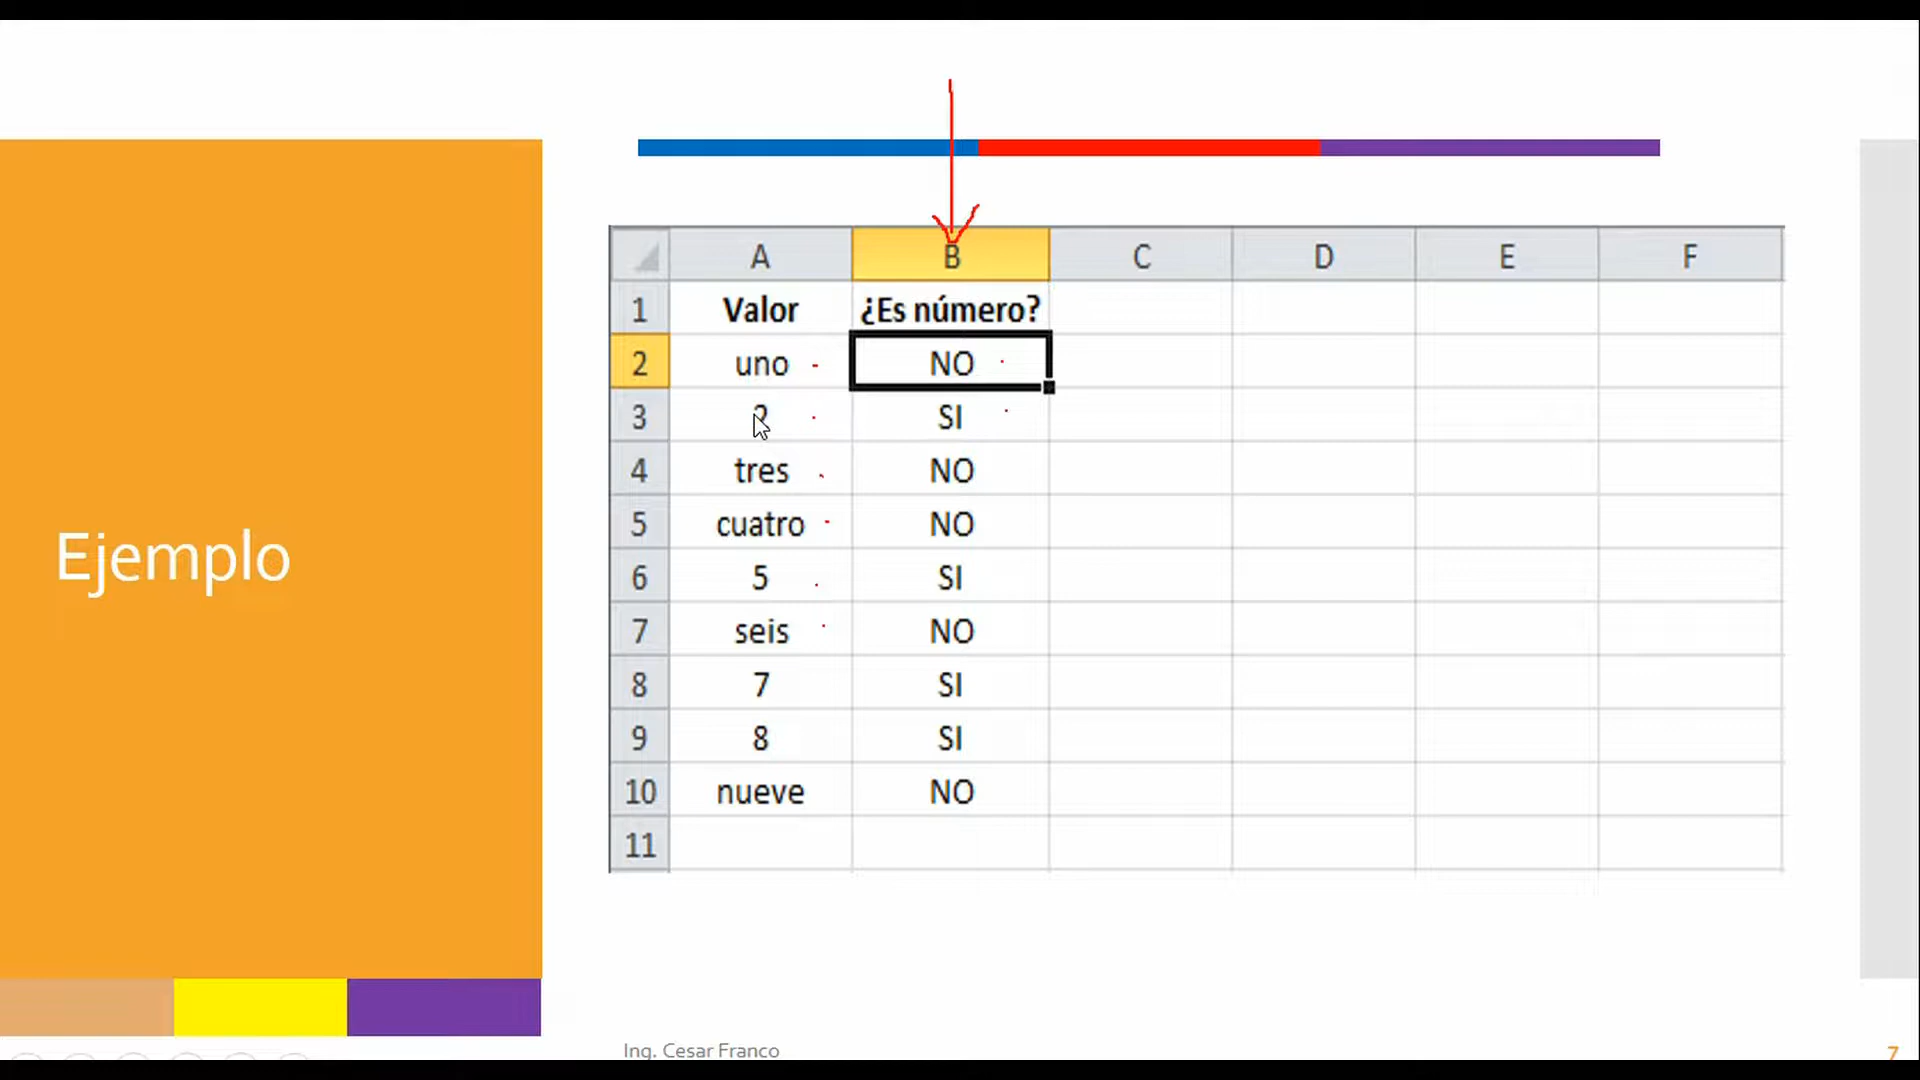 Ejemplo
A B C D E F
1 Valor ¿Es número?
2 uno NO
3 2 SI
4 tres NO
5 cuatro NO
6 5 SI
7 seis NO
8 7 SI
9 8 SI
10 nueve NO
11
Ing. Cesar Franco
7